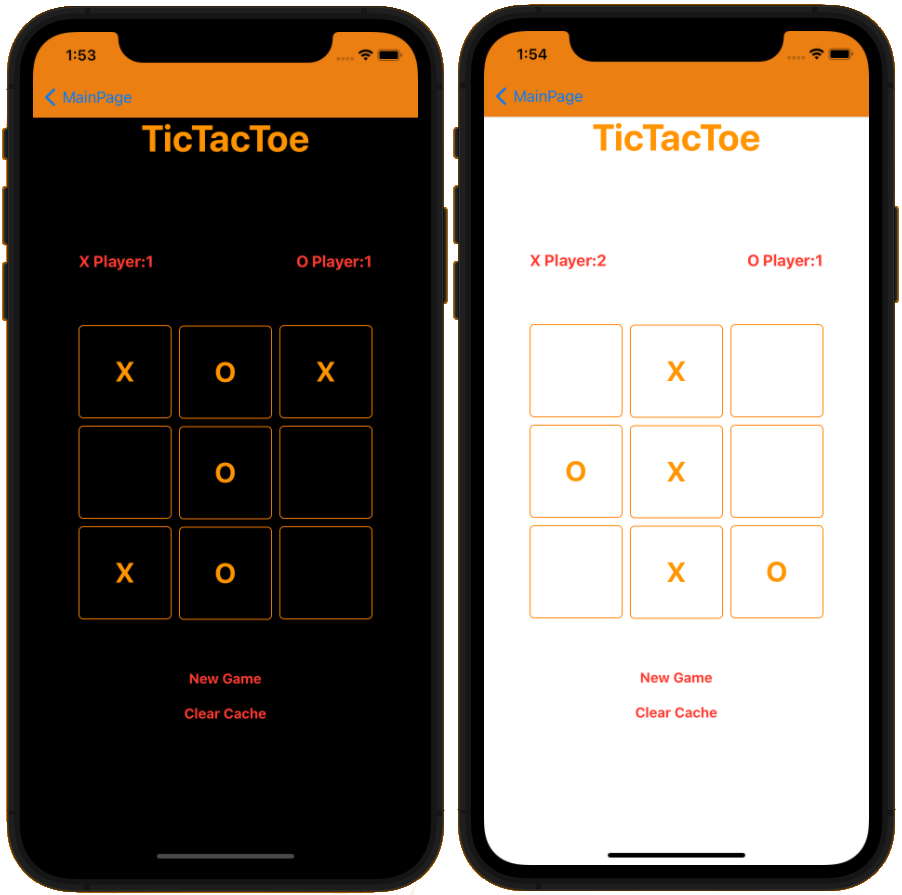 1:53
MainPage
TicTacToe
X Player:1 O Player:1
X O X
O
X O
New Game
Clear Cache
1:54
MainPage
TicTacToe
X Player:2 O Player:1
X
O X
X O
New Game
Clear Cache